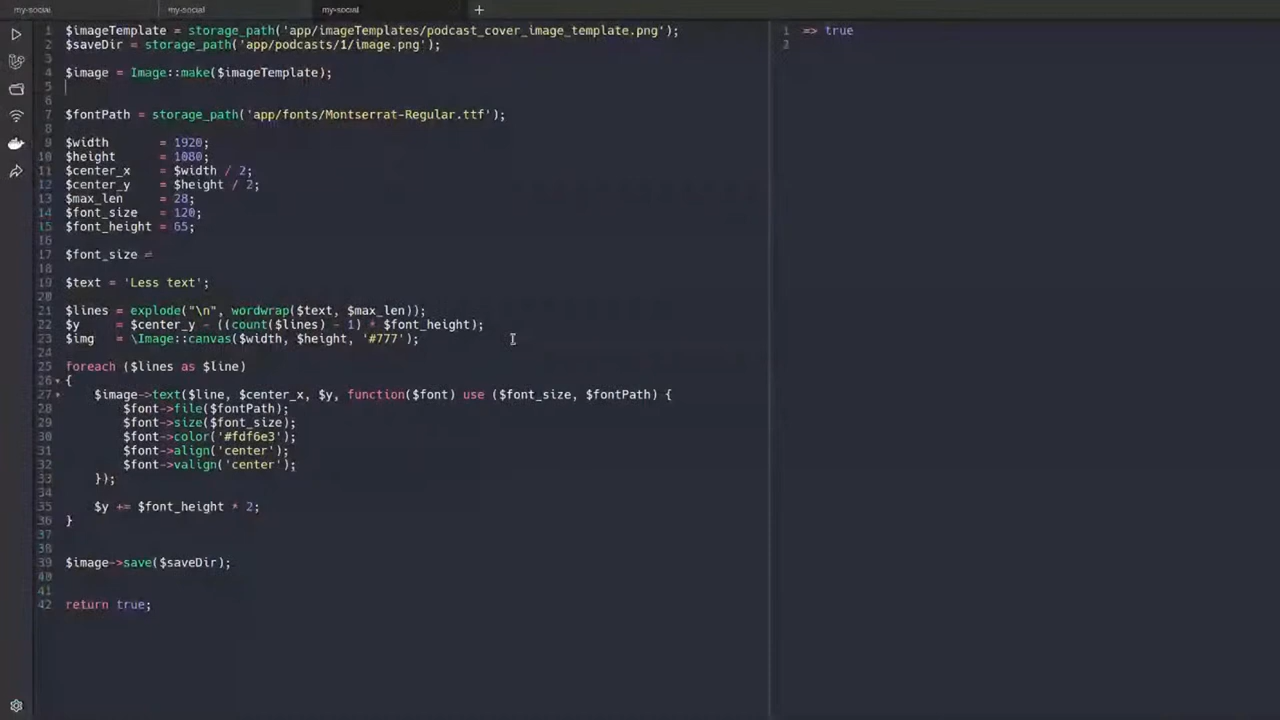 my-social
my-social
my-social
+
1 $imageTemplate = storage_path('app/imageTemplates/podcast_cover_image_template.png');
2 $saveDir = storage_path('app/podcasts/1/image.png');
3
4 $image = Image::make($imageTemplate);
5
6
7 $fontPath = storage_path('app/fonts/Montserrat-Regular.ttf');
8
9 $width = 1920;
10 $height = 1080;
11 $center_x = $width / 2;
12 $center_y = $height / 2;
13 $max_len = 28;
14 $font_size = 120;
15 $font_height = 65;
16
17 $font_size =
18
19 $text = 'Less text';
20
21 $lines = explode("\n", wordwrap($text, $max_len));
22 $y = $center_y - ((count($lines) - 1) * $font_height);
23 $img = \Image::canvas($width, $height, '#777');
24
25 foreach ($lines as $line)
26 {
27 $image->text($line, $center_x, $y, function($font) use ($font_size, $fontPath) {
28 $font->file($fontPath);
29 $font->size($font_size);
30 $font->color('#fdf6e3');
31 $font->align('center');
32 $font->valign('center');
33 });
34
35 $y += $font_height * 2;
36 }
37
38
39 $image->save($saveDir);
40
41
42 return true;
1 => true
2